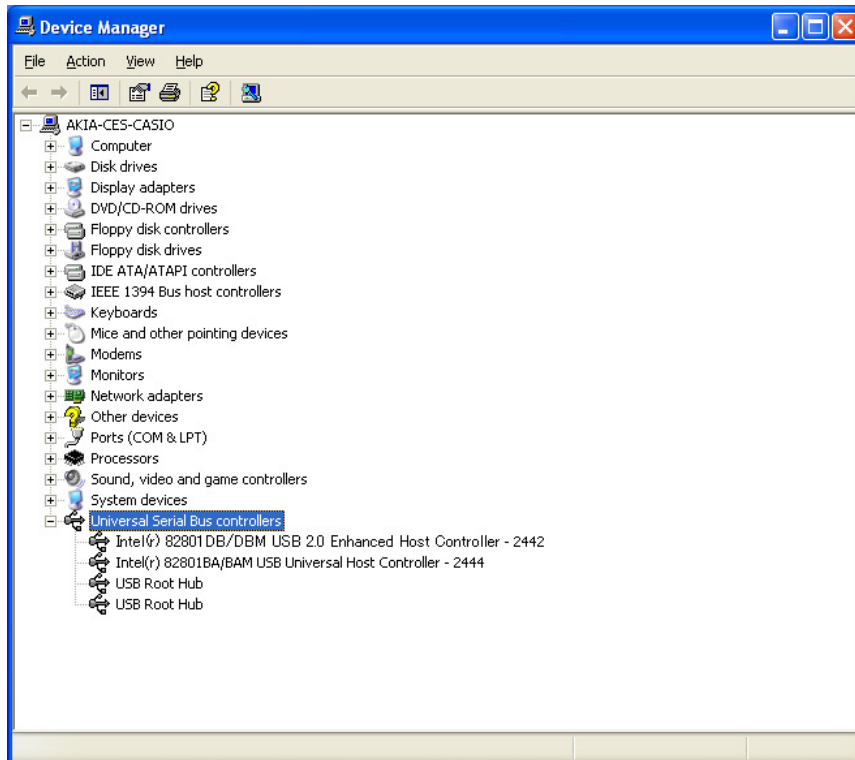 Device Manager
File Action View Help
AKIA-CES-CASIO
Computer
Disk drives
Display adapters
DVD/CD-ROM drives
Floppy disk controllers
Floppy disk drives
IDE ATA/ATAPI controllers
IEEE 1394 Bus host controllers
Keyboards
Mice and other pointing devices
Modems
Monitors
Network adapters
Other devices
Ports (COM & LPT)
Processors
Sound, video and game controllers
System devices
Universal Serial Bus controllers
Intel(r) 82801DB/DBM USB 2.0 Enhanced Host Controller - 2442
Intel(r) 82801BA/BAM USB Universal Host Controller - 2444
USB Root Hub
USB Root Hub